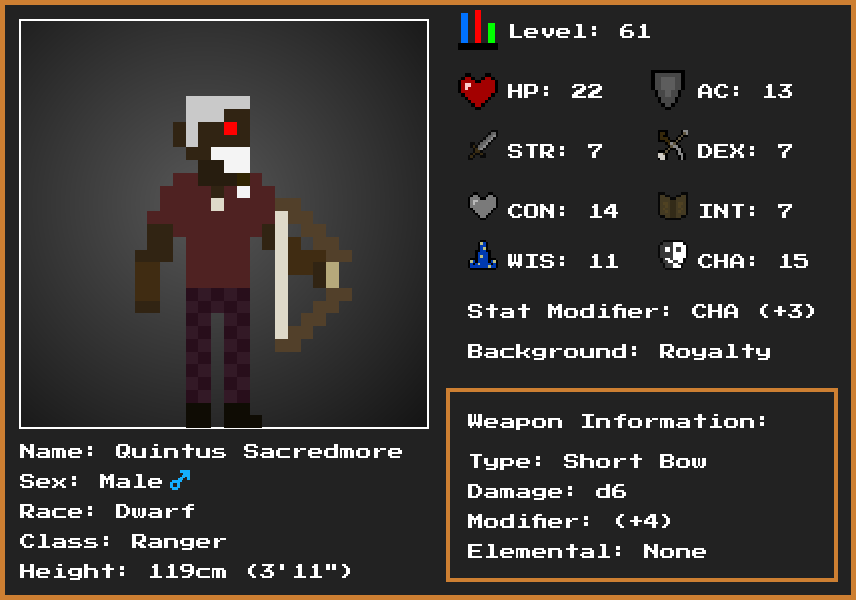 Level: 61
HP: 22 AC: 13
STR: 7 DEX: 7
CON: 14 INT: 7
WIS: 11 CHA: 15
Stat Modifier: CHA (+3)
Background: Royalty
Weapon Information:
Type: Short Bow
Damage: d6
Modifier: (+4)
Elemental: None
Name: Quintus Sacredmore
Sex: Male ♂
Race: Dwarf
Class: Ranger
Height: 119cm (3'11")